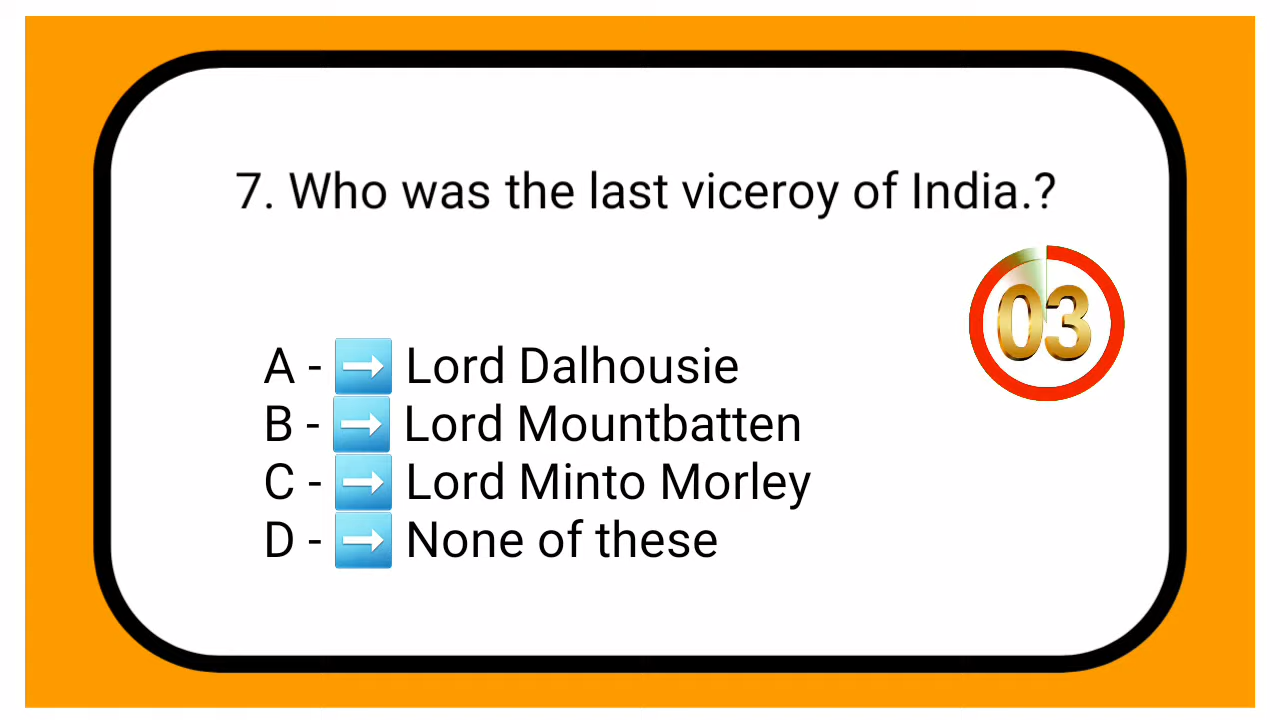 7. Who was the last viceroy of India.?
03
A - ➡️ Lord Dalhousie
B - ➡️ Lord Mountbatten
C - ➡️ Lord Minto Morley
D - ➡️ None of these